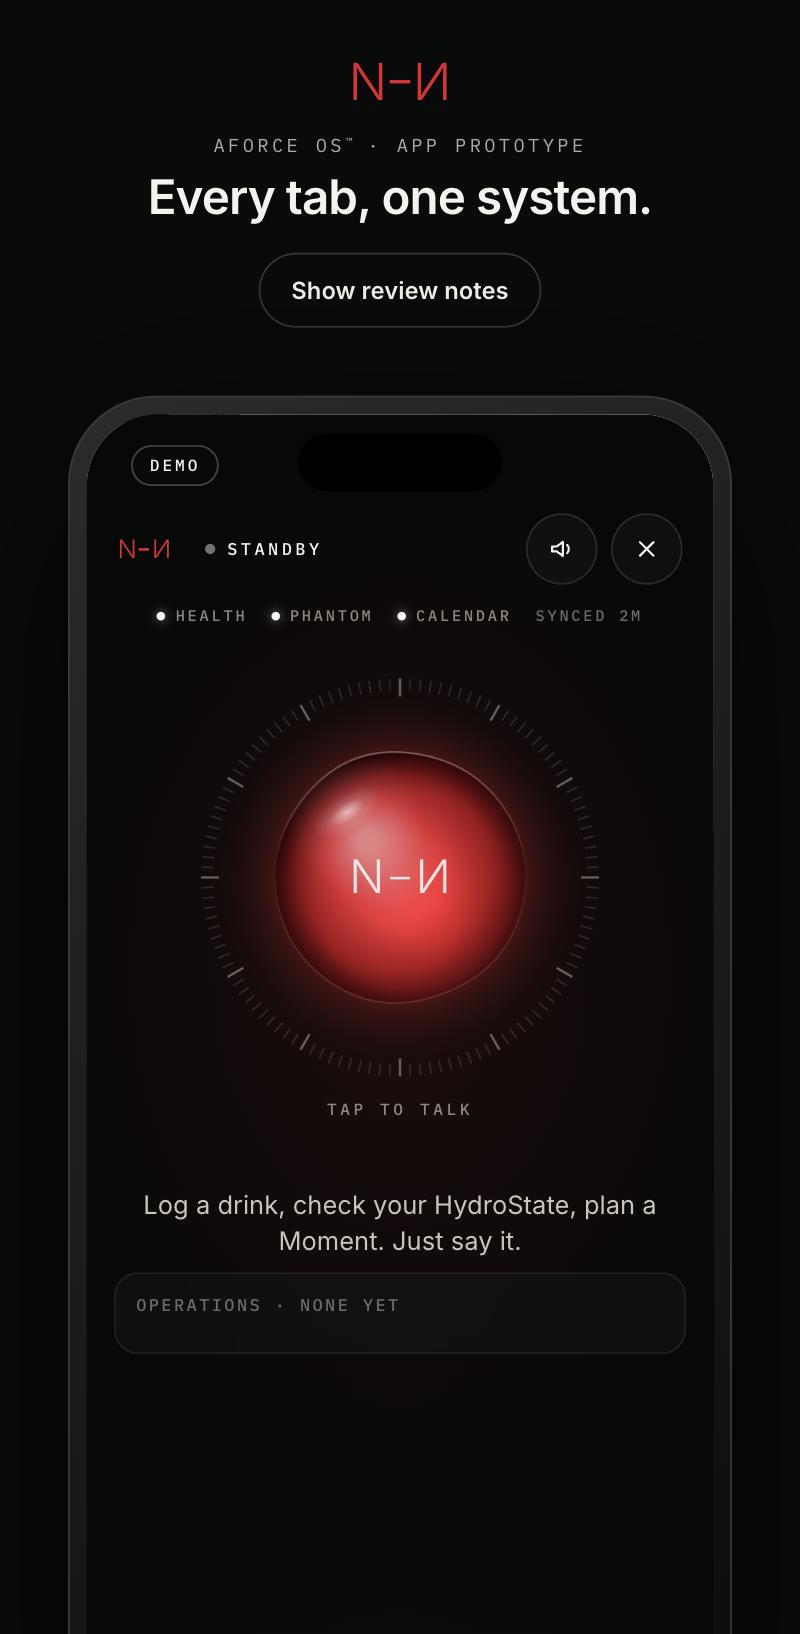 N–И
AFORCE OS™ · APP PROTOTYPE
Every tab, one system.
Show review notes
DEMO
N–И
STANDBY
HEALTH PHANTOM CALENDAR SYNCED 2M
N–И
TAP TO TALK
Log a drink, check your HydroState, plan a
Moment. Just say it.
OPERATIONS · NONE YET